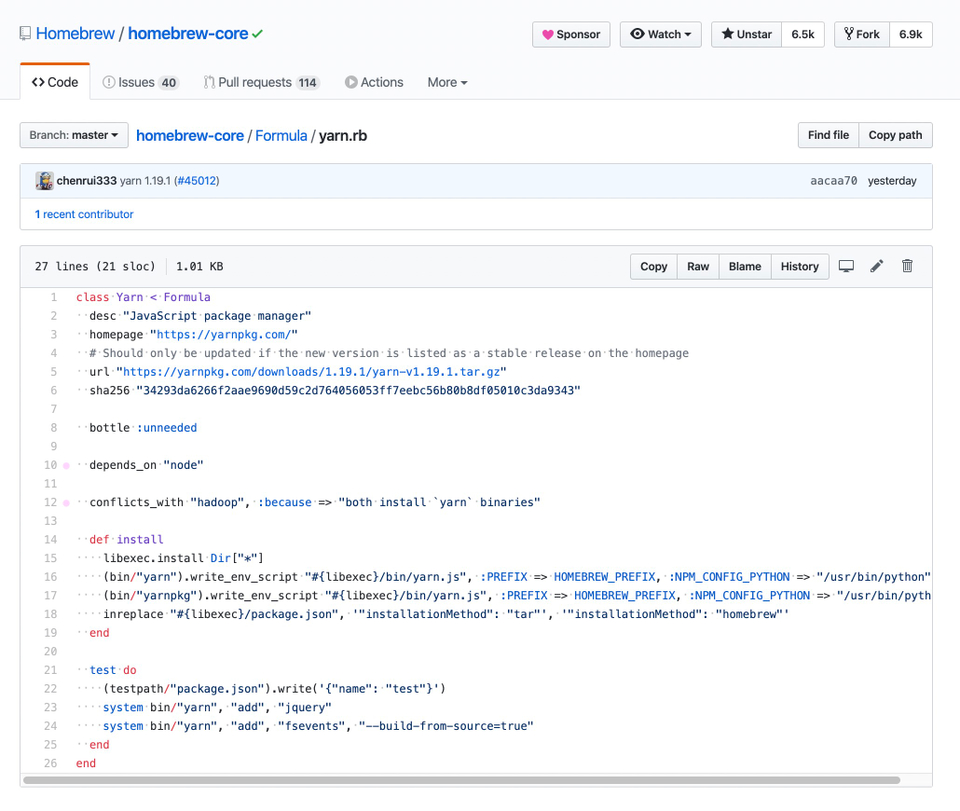 Homebrew / homebrew-core
Sponsor Watch Unstar 6.5k Fork 6.9k
Code Issues 40 Pull requests 114 Actions More
Branch: master homebrew-core / Formula / yarn.rb Find file Copy path
chenrui333 yarn 1.19.1 (#45012) aacaa70 yesterday
1 recent contributor
27 lines (21 sloc) 1.01 KB Copy Raw Blame History
1 class Yarn < Formula
2 ··desc "JavaScript package manager"
3 ··homepage "https://yarnpkg.com/"
4 ··# Should only be updated if the new version is listed as a stable release on the homepage
5 ··url "https://yarnpkg.com/downloads/1.19.1/yarn-v1.19.1.tar.gz"
6 ··sha256 "34293da6266f2aae9690d59c2d764056053ff7eebc56b80b8df05010c3da9343"
7
8 ··bottle :unneeded
9
10 ··depends_on "node"
11
12 ··conflicts_with "hadoop", :because => "both install `yarn` binaries"
13
14 ··def install
15 ····libexec.install Dir["*"]
16 ····(bin/"yarn").write_env_script "#{libexec}/bin/yarn.js", :PREFIX => HOMEBREW_PREFIX, :NPM_CONFIG_PYTHON => "/usr/bin/python"
17 ····(bin/"yarnpkg").write_env_script "#{libexec}/bin/yarn.js", :PREFIX => HOMEBREW_PREFIX, :NPM_CONFIG_PYTHON => "/usr/bin/pyth
18 ····inreplace "#{libexec}/package.json", '"installationMethod": "tar"', '"installationMethod": "homebrew"'
19 ··end
20
21 ··test do
22 ····(testpath/"package.json").write('{"name": "test"}')
23 ····system bin/"yarn", "add", "jquery"
24 ····system bin/"yarn", "add", "fsevents", "--build-from-source=true"
25 ··end
26 end